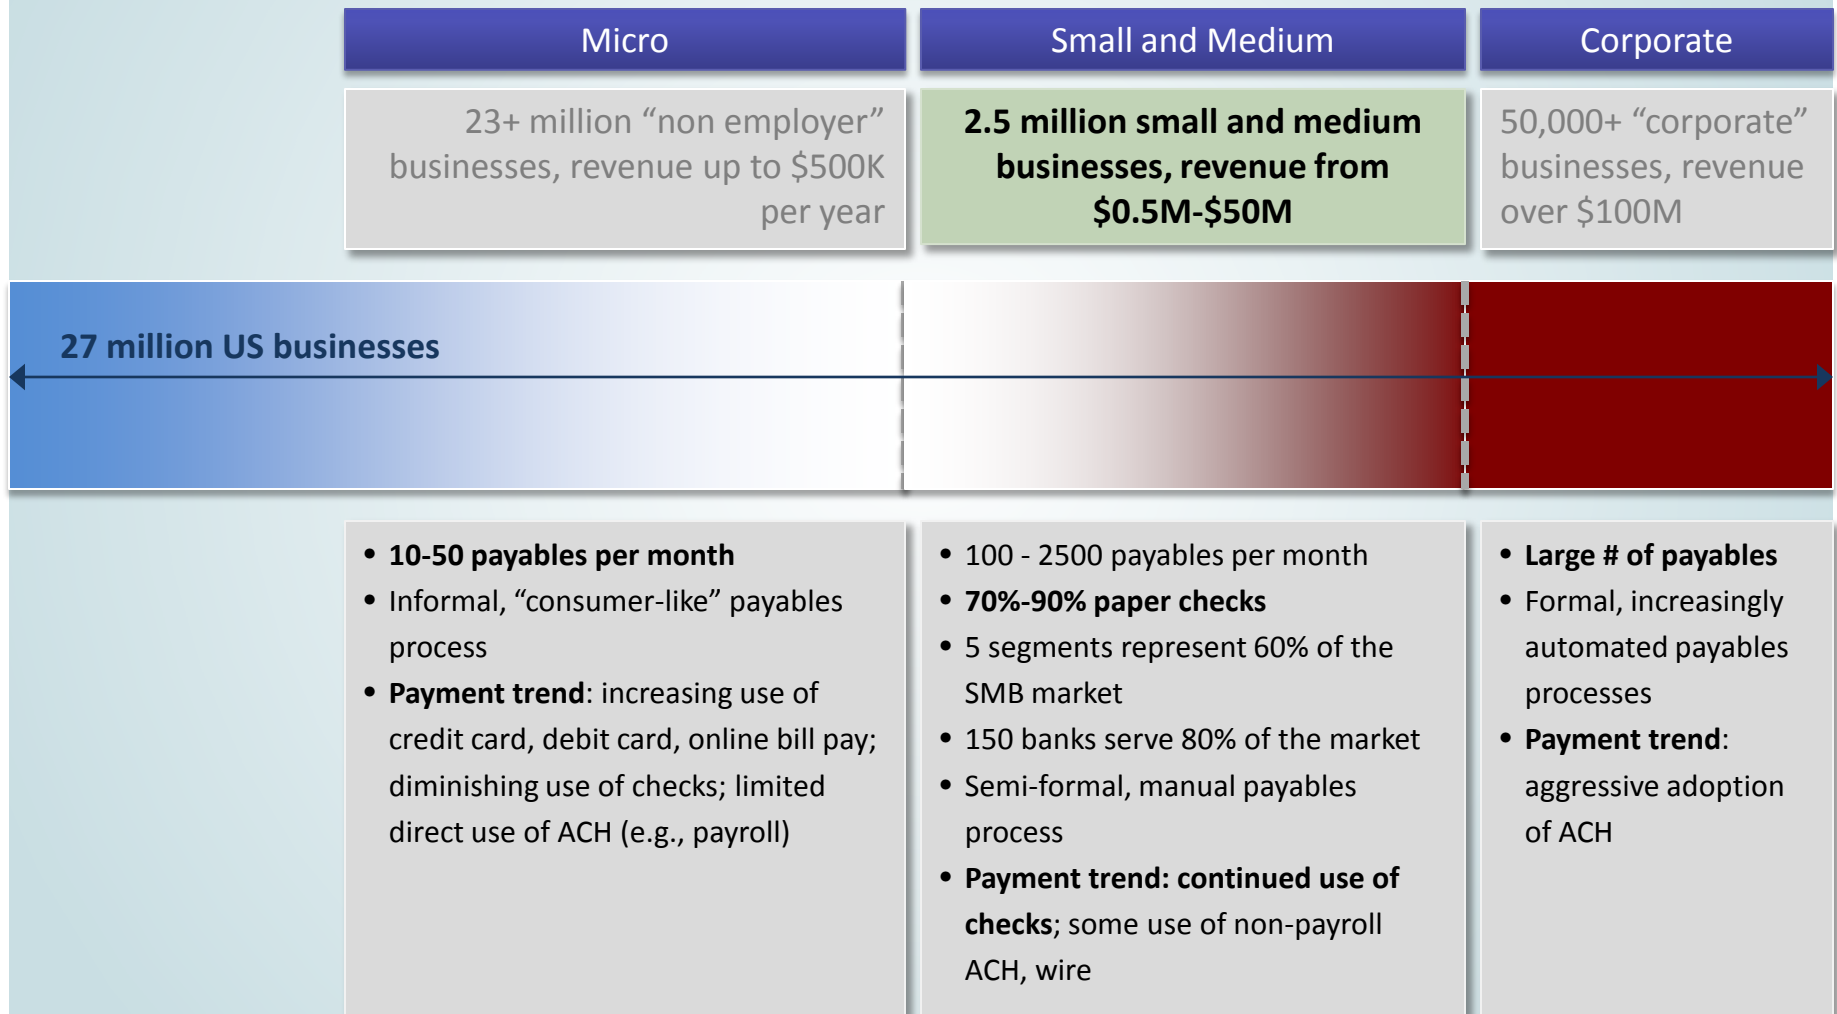 Micro
Small and Medium
Corporate
23+ million “non employer”
businesses, revenue up to $500K
per year
2.5 million small and medium
businesses, revenue from
$0.5M-$50M
50,000+ “corporate”
businesses, revenue
over $100M
27 million US businesses
• 10-50 payables per month
• Informal, “consumer-like” payables
process
• Payment trend: increasing use of
credit card, debit card, online bill pay;
diminishing use of checks; limited
direct use of ACH (e.g., payroll)
• 100 - 2500 payables per month
• 70%-90% paper checks
• 5 segments represent 60% of the
SMB market
• 150 banks serve 80% of the market
• Semi-formal, manual payables
process
• Payment trend: continued use of
checks; some use of non-payroll
ACH, wire
• Large # of payables
• Formal, increasingly
automated payables
processes
• Payment trend:
aggressive adoption
of ACH